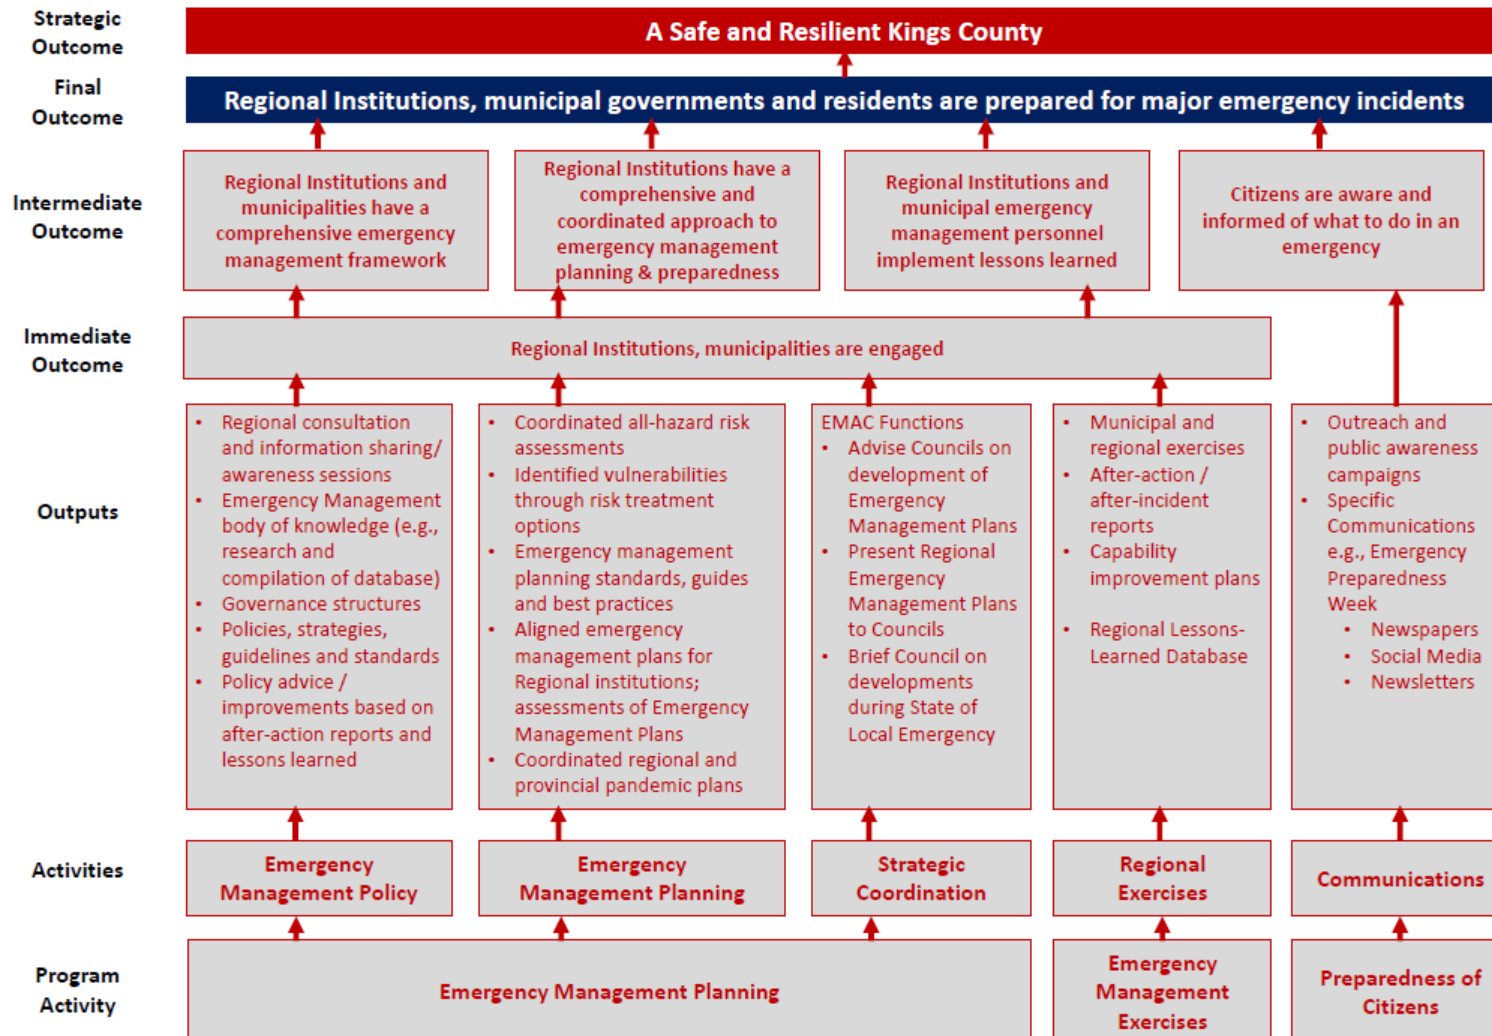 Strategic
Outcome
A Safe and Resilient Kings County
Final
Outcome
Regional Institutions, municipal governments and residents are prepared for major emergency incidents
Intermediate
Outcome
Regional Institutions and
municipalities have a
comprehensive emergency
management framework
Regional Institutions have a
comprehensive and
coordinated approach to
emergency management
planning & preparedness
Regional Institutions and
municipal emergency
management personnel
implement lessons learned
Citizens are aware and
informed of what to do in an
emergency
Immediate
Outcome
Regional Institutions, municipalities are engaged
Outputs
• Regional consultation
and information sharing/
awareness sessions
• Emergency Management
body of knowledge (e.g.,
research and
compilation of database)
• Governance structures
• Policies, strategies,
guidelines and standards
• Policy advice /
improvements based on
after-action reports and
lessons learned
• Coordinated all-hazard risk
assessments
• Identified vulnerabilities
through risk treatment
options
• Emergency management
planning standards, guides
and best practices
• Aligned emergency
management plans for
Regional institutions;
assessments of Emergency
Management Plans
• Coordinated regional and
provincial pandemic plans
EMAC Functions
• Advise Councils on
development of
Emergency
Management Plans
• Present Regional
Emergency
Management Plans
to Councils
• Brief Council on
developments
during State of
Local Emergency
• Municipal and
regional exercises
• After-action /
after-incident
reports
• Capability
improvement plans
• Regional Lessons-
Learned Database
• Outreach and
public awareness
campaigns
• Specific
Communications
e.g., Emergency
Preparedness
Week
• Newspapers
• Social Media
• Newsletters
Activities
Emergency
Management Policy
Emergency
Management Planning
Strategic
Coordination
Regional
Exercises
Communications
Program
Activity
Emergency Management Planning
Emergency
Management
Exercises
Preparedness of
Citizens